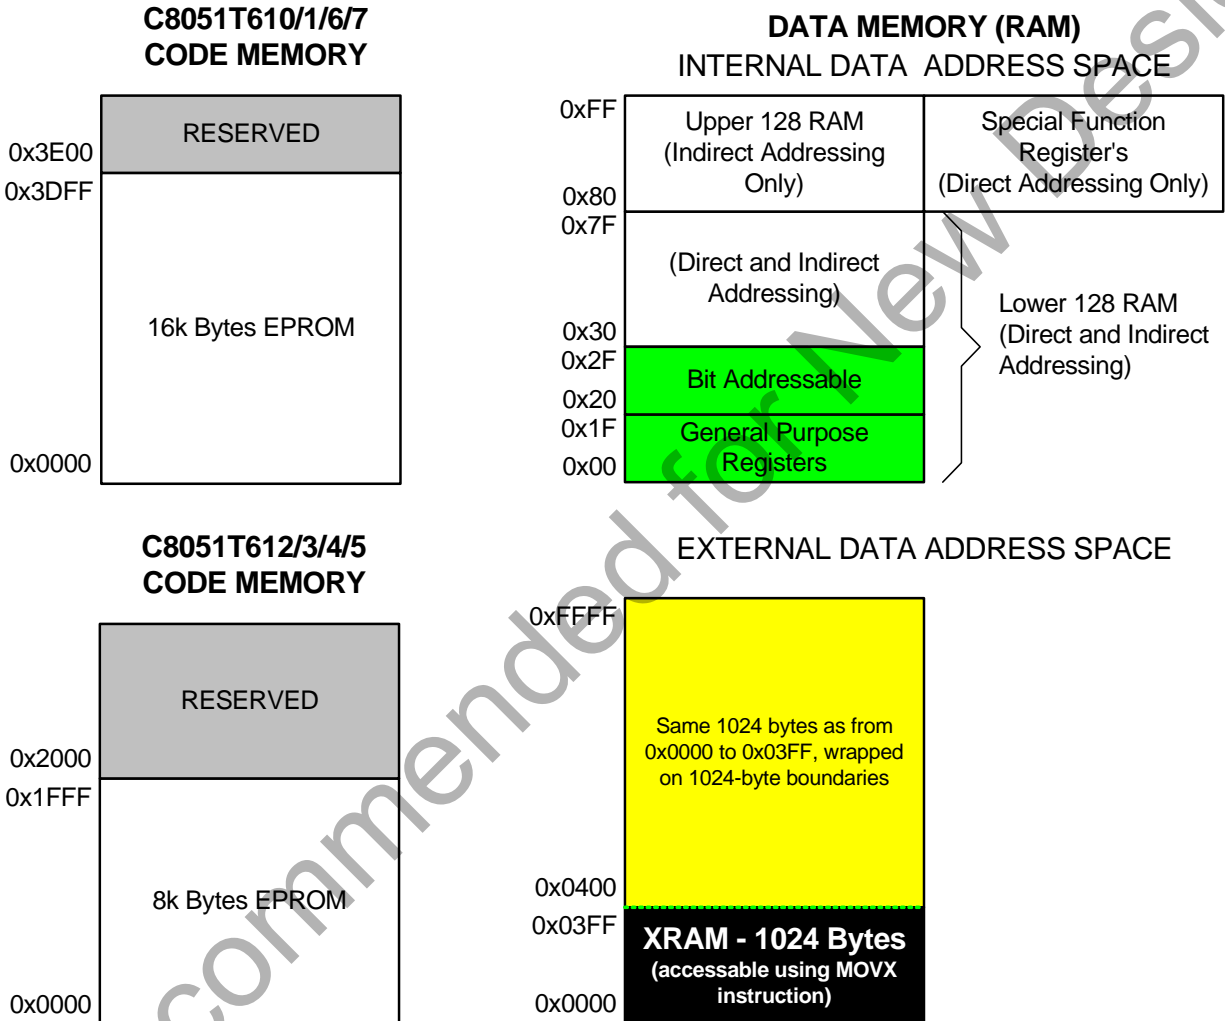 C8051T610/1/6/7
CODE MEMORY
RESERVED
0x3E00
0x3DFF
16k Bytes EPROM
0x0000
DATA MEMORY (RAM)
INTERNAL DATA ADDRESS SPACE
0xFF
Upper 128 RAM
(Indirect Addressing
Only)
Special Function
Register's
(Direct Addressing Only)
0x80
0x7F
(Direct and Indirect
Addressing)
Lower 128 RAM
(Direct and Indirect
Addressing)
0x30
0x2F
Bit Addressable
0x20
0x1F
General Purpose
Registers
0x00
C8051T612/3/4/5
CODE MEMORY
RESERVED
0x2000
0x1FFF
8k Bytes EPROM
0x0000
EXTERNAL DATA ADDRESS SPACE
0xFFFF
Same 1024 bytes as from
0x0000 to 0x03FF, wrapped
on 1024-byte boundaries
0x0400
0x03FF
XRAM - 1024 Bytes
(accessable using MOVX
instruction)
0x0000
commended for New Desi